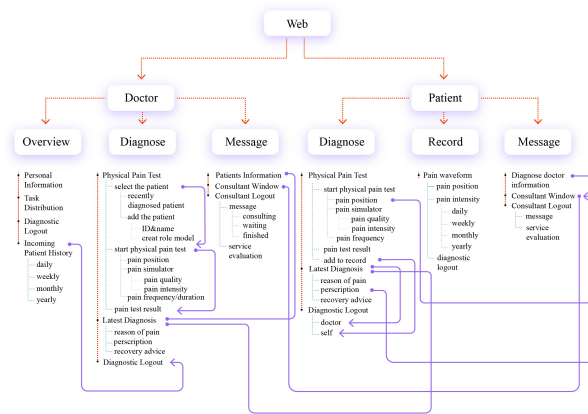 Web
Doctor
Patient
Overview
Diagnose
Message
Diagnose
Record
Message
Personal
Information
Task
Distribution
Diagnostic
Logout
Incoming
Patient History
daily
weekly
monthly
yearly
Physical Pain Test
select the patient
recently
diagnosed patient
add the patient
ID&name
creat role model
start physical pain test
pain position
pain simulator
pain quality
pain intensity
pain frequency/duration
pain test result
Latest Diagnosis
reason of pain
perscription
recovery advice
Diagnostic Logout
Patients Information
Consultant Window
Consultant Logout
message
consulting
waiting
finished
service
evaluation
Physical Pain Test
start physical pain test
pain position
pain simulator
pain quality
pain intensity
pain frequency
pain test result
add to record
Latest Diagnosis
reason of pain
perscription
recovery advice
Diagnostic Logout
doctor
self
Pain waveform
pain position
pain intensity
daily
weekly
monthly
yearly
diagnostic
logout
Diagnose doctor
information
Consultant Window
Consultant Logout
message
service
evaluation